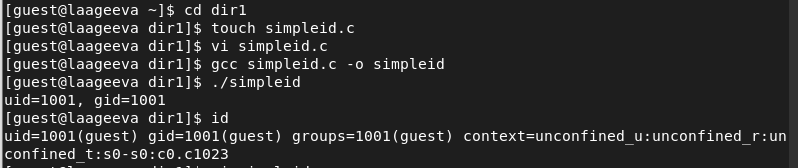 [guest@laageeva ~]$ cd dir1
[guest@laageeva dir1]$ touch simpleid.c
[guest@laageeva dir1]$ vi simpleid.c
[guest@laageeva dir1]$ gcc simpleid.c -o simpleid
[guest@laageeva dir1]$ ./simpleid
uid=1001, gid=1001
[guest@laageeva dir1]$ id
uid=1001(guest) gid=1001(guest) groups=1001(guest) context=unconfined_u:unconfined_r:un
confined_t:s0-s0:c0.c1023